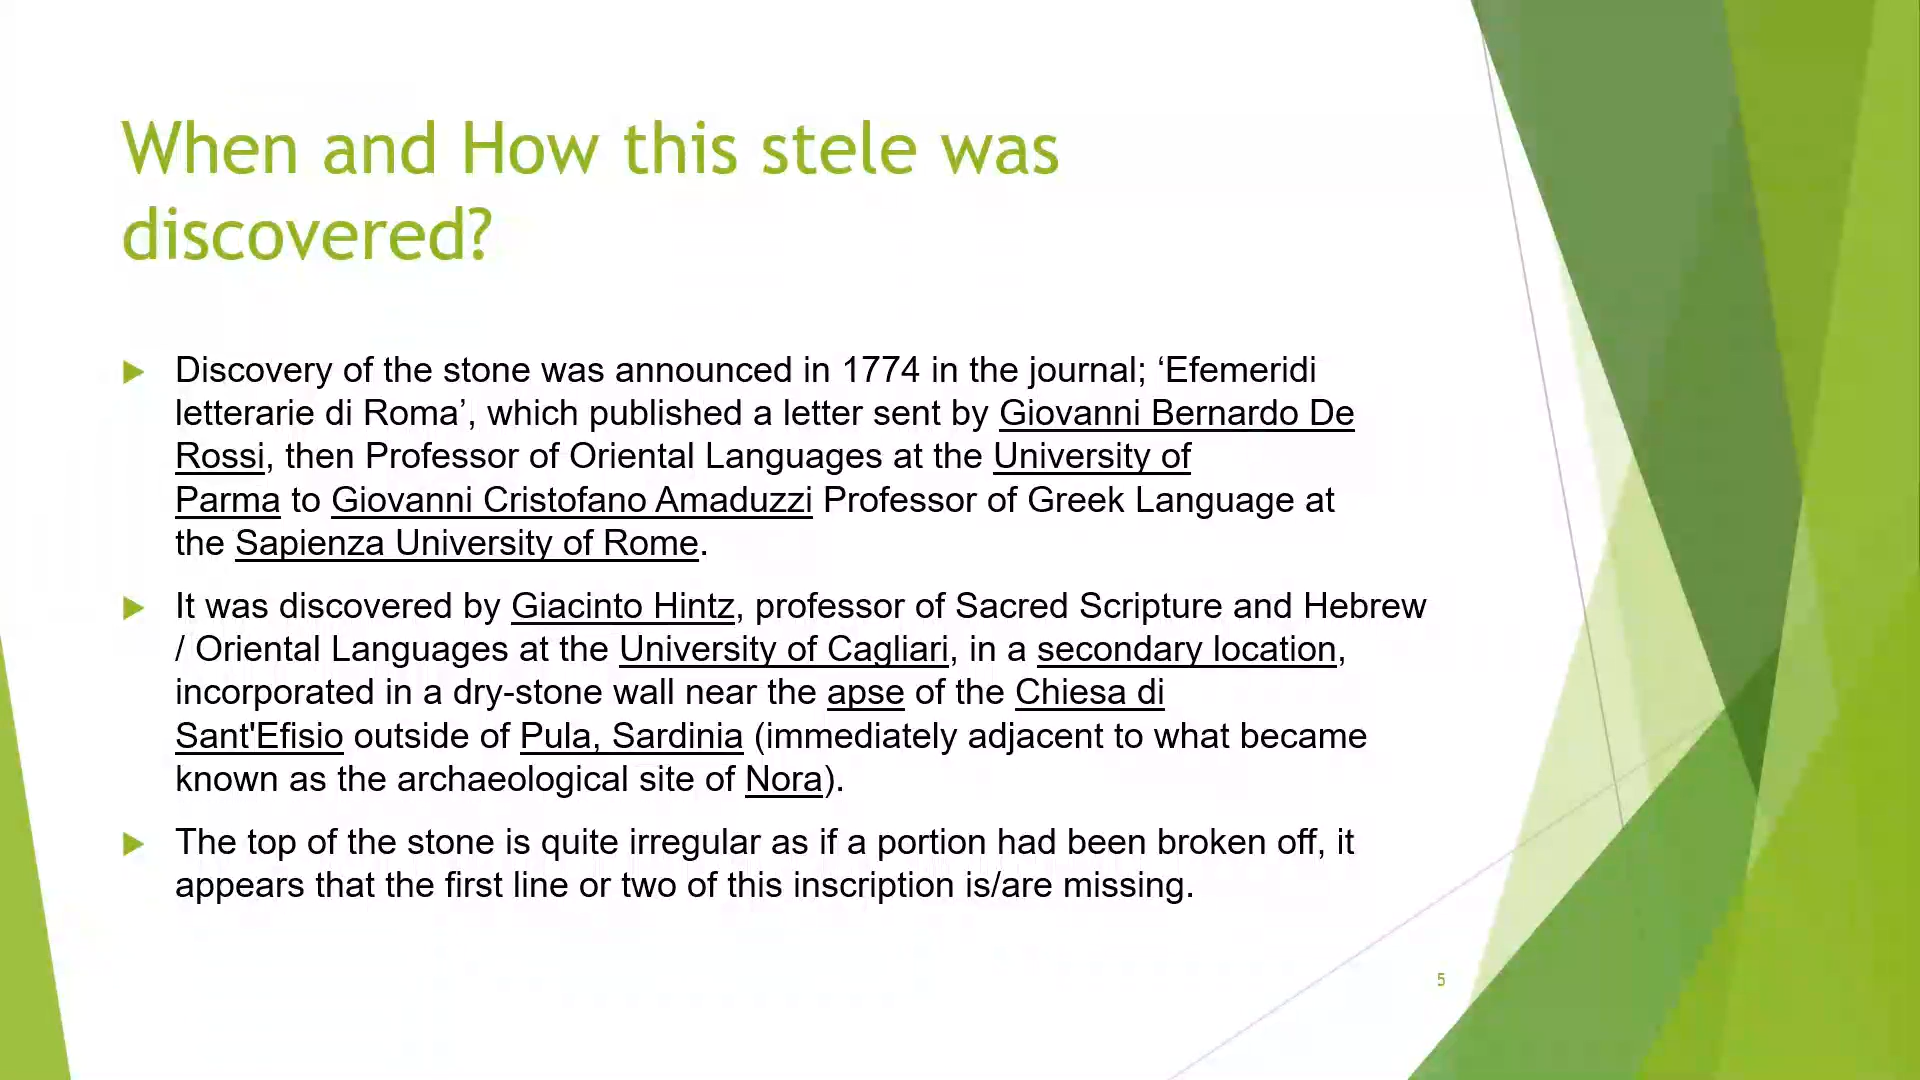 When and How this stele was
discovered?
Discovery of the stone was announced in 1774 in the journal; ‘Efemeridi
letterarie di Roma’, which published a letter sent by Giovanni Bernardo De
Rossi, then Professor of Oriental Languages at the University of
Parma to Giovanni Cristofano Amaduzzi Professor of Greek Language at
the Sapienza University of Rome.
It was discovered by Giacinto Hintz, professor of Sacred Scripture and Hebrew
/ Oriental Languages at the University of Cagliari, in a secondary location,
incorporated in a dry-stone wall near the apse of the Chiesa di
Sant'Efisio outside of Pula, Sardinia (immediately adjacent to what became
known as the archaeological site of Nora).
The top of the stone is quite irregular as if a portion had been broken off, it
appears that the first line or two of this inscription is/are missing.
5